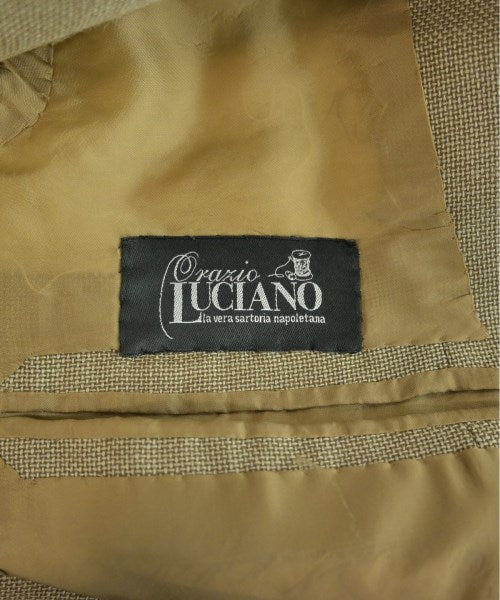 Orazio
LUCIANO
la vera sartoria napoletana